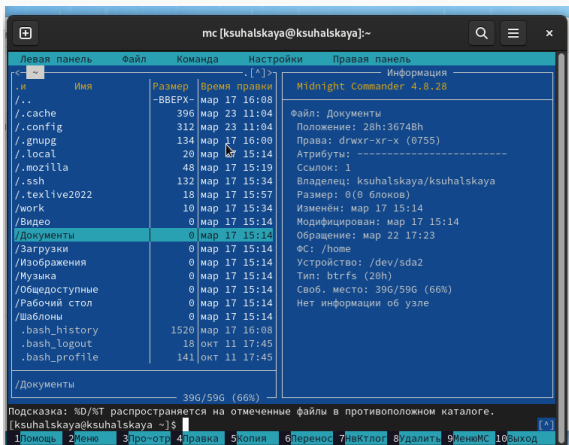 mc [ksuhalskaya@ksuhalskaya]:~
Левая панель Файл Команда Настройки Правая панель
<─ ~ .[^]>
.и Имя Размер Время правки
/.. -ВВЕРХ- мар 17 16:08
/.cache 396 мар 23 11:04
/.config 312 мар 23 11:04
/.gnupg 134 мар 17 16:00
/.local 20 мар 17 15:14
/.mozilla 48 мар 17 15:19
/.ssh 132 мар 17 15:34
/.texlive2022 18 мар 17 15:57
/work 10 мар 17 15:34
/Видео 0 мар 17 15:14
/Документы 0 мар 17 15:14
/Загрузки 0 мар 17 15:14
/Изображения 0 мар 17 15:14
/Музыка 0 мар 17 15:14
/Общедоступные 0 мар 17 15:14
/Рабочий стол 0 мар 17 15:14
/Шаблоны 0 мар 17 15:14
.bash_history 1520 мар 17 16:08
.bash_logout 18 окт 11 17:45
.bash_profile 141 окт 11 17:45
/Документы
39G/59G (66%)
Информация
Midnight Commander 4.8.28
Файл: Документы
Положение: 28h:3674Bh
Права: drwxr-xr-x (0755)
Атрибуты: ----------------------
Ссылок: 1
Владелец: ksuhalskaya/ksuhalskaya
Размер: 0(0 блоков)
Изменён: мар 17 15:14
Модифицирован: мар 17 15:14
Обращение: мар 22 17:23
ФС: /home
Устройство: /dev/sda2
Тип: btrfs (20h)
Своб. место: 39G/59G (66%)
Нет информации об узле
Подсказка: %D/%T распространяется на отмеченные файлы в противоположном каталоге.
[ksuhalskaya@ksuhalskaya ~]$ [^]
1Помощь 2Меню 3Про~отр 4Правка 5Копия 6Перенос 7НвКтлог 8Удалить 9МенюМС 10Выход